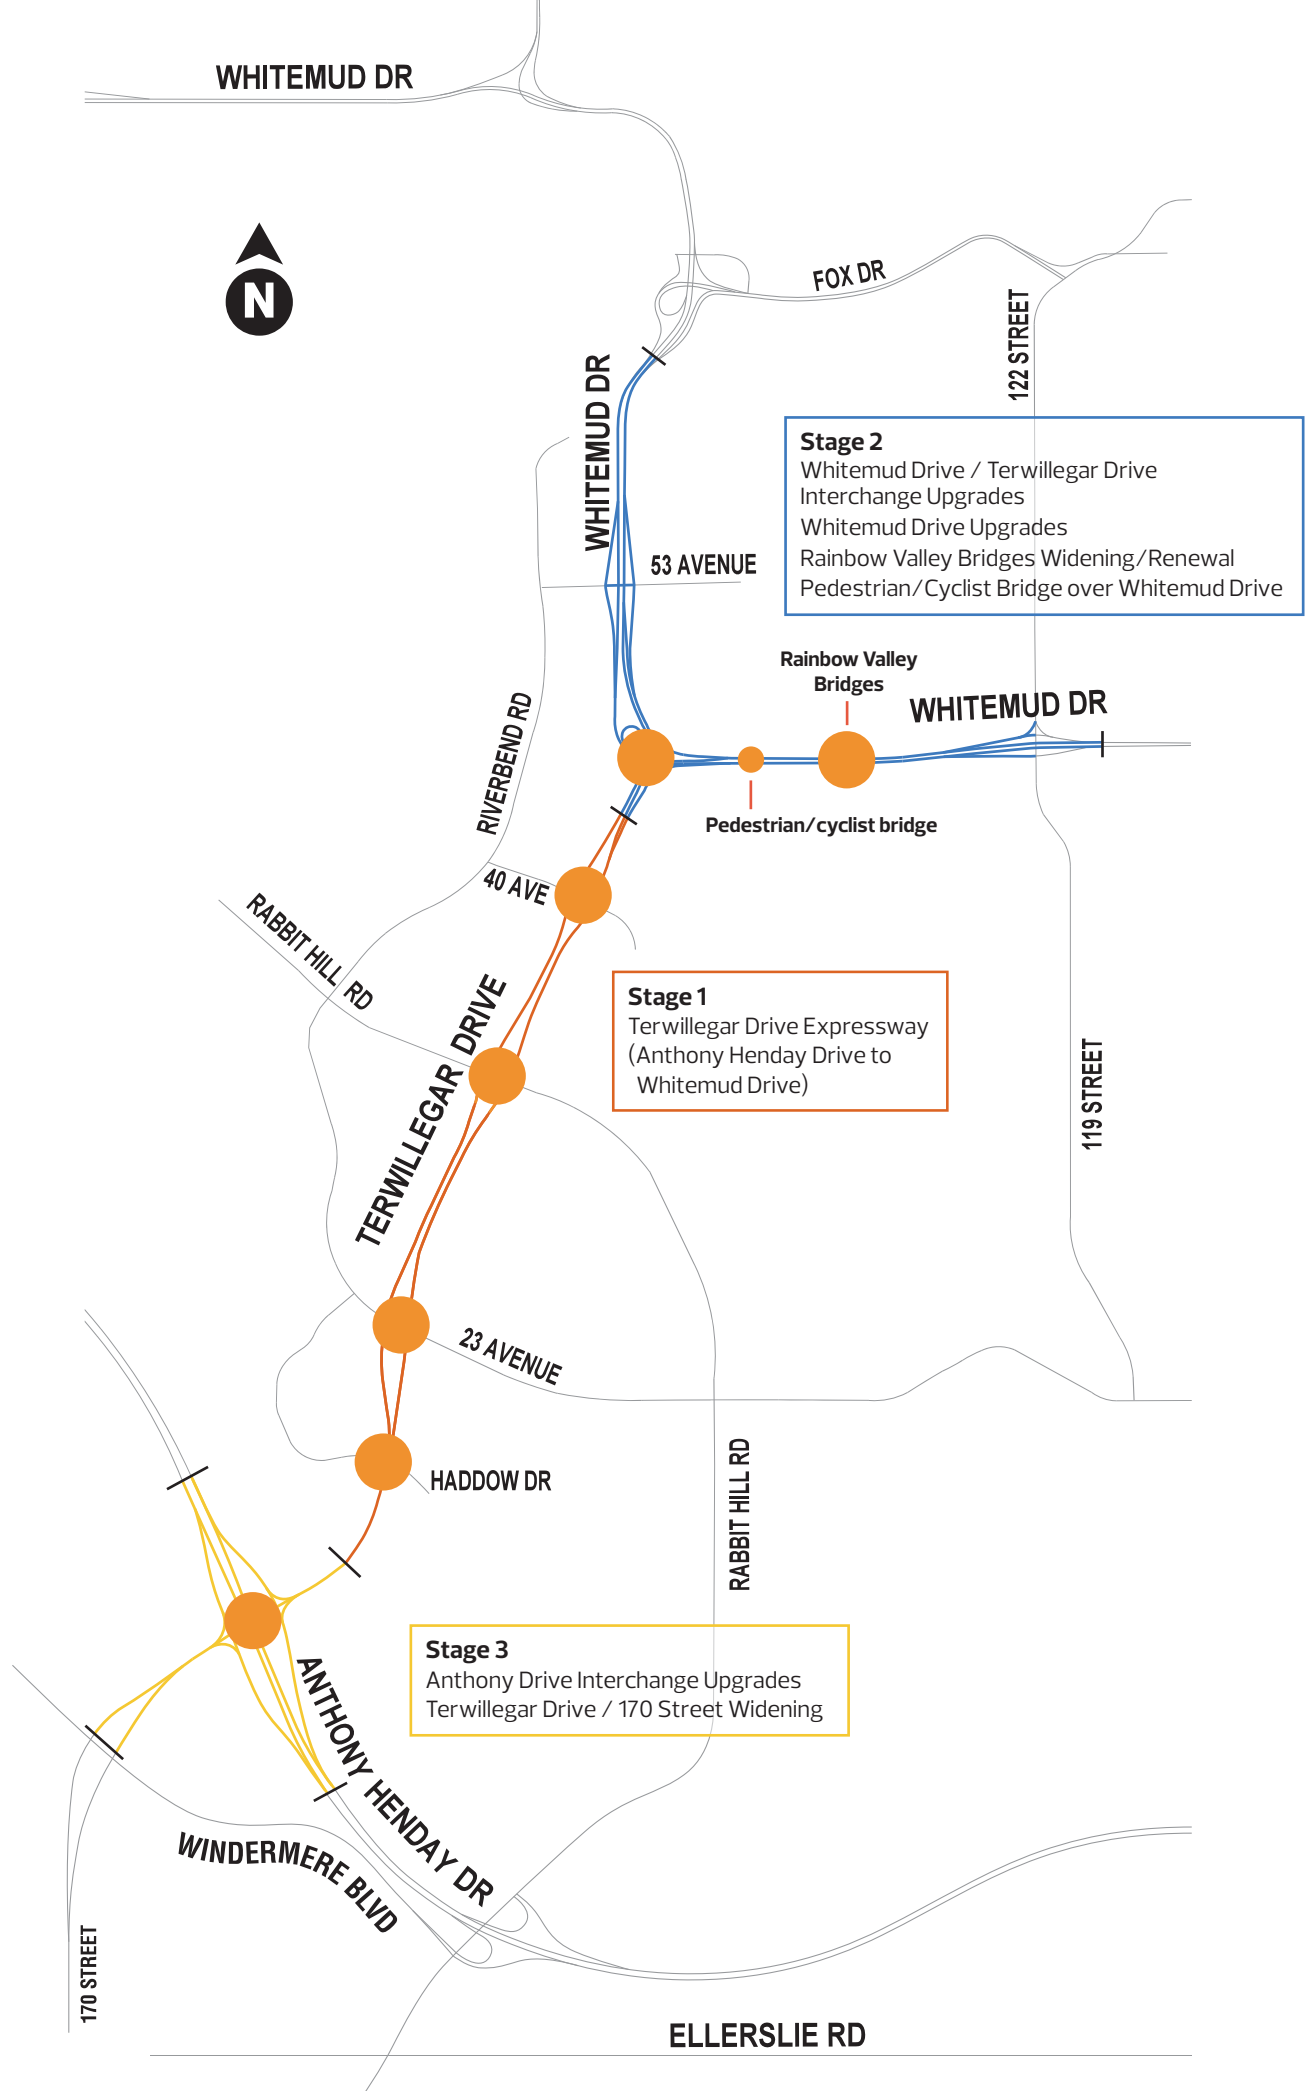 WHITEMUD DR
N
FOX DR
122 STREET
WHITEMUD DR
Stage 2
Whitemud Drive / Terwillegar Drive
Interchange Upgrades
Whitemud Drive Upgrades
Rainbow Valley Bridges Widening/Renewal
Pedestrian/Cyclist Bridge over Whitemud Drive
53 AVENUE
Rainbow Valley
Bridges
WHITEMUD DR
RIVERBEND RD
Pedestrian/cyclist bridge
40 AVE
RABBIT HILL RD
TERWILLEGAR DRIVE
Stage 1
Terwillegar Drive Expressway
(Anthony Henday Drive to
Whitemud Drive)
119 STREET
23 AVENUE
HADDOW DR
RABBIT HILL RD
Stage 3
Anthony Drive Interchange Upgrades
Terwillegar Drive / 170 Street Widening
ANTHONY HENDAY DR
WINDERMERE BLVD
170 STREET
ELLERSLIE RD